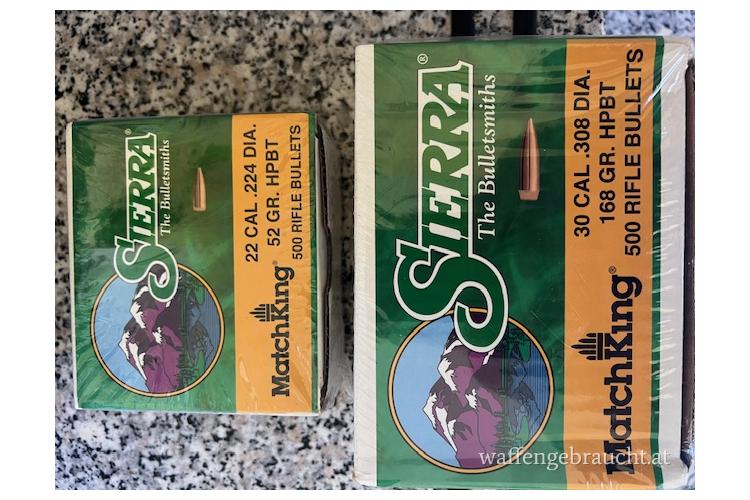 SIERRA®
The Bulletsmiths
22 CAL .224 DIA.
52 GR. HPBT
500 RIFLE BULLETS
MatchKing®
SIERRA®
The Bulletsmiths
30 CAL .308 DIA.
168 GR. HPBT
500 RIFLE BULLETS
MatchKing®
waffengebraucht.at